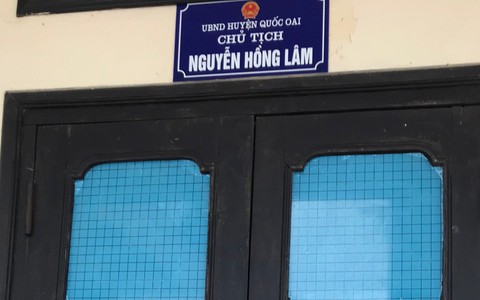 UBND HUYỆN QUỐC OAI
CHỦ TỊCH
NGUYỄN HỒNG LÂM